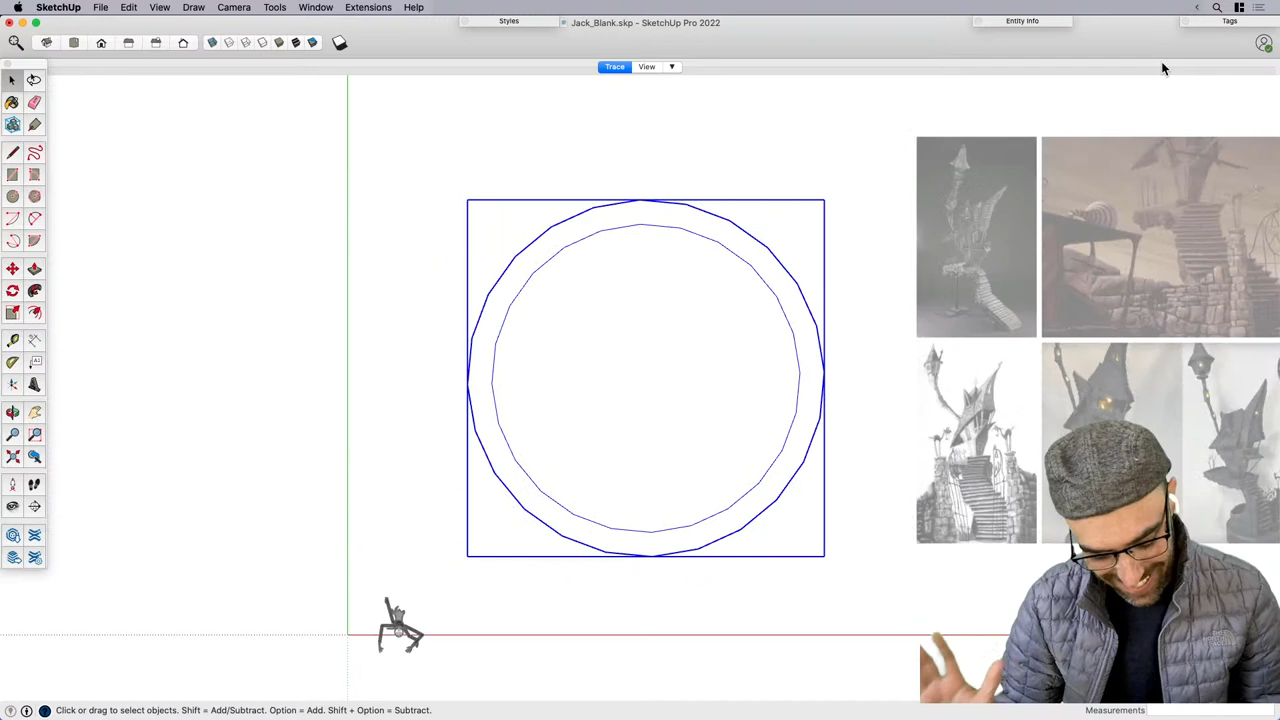 SketchUp File Edit View Draw Camera Tools Window Extensions Help
Styles
Jack_Blank.skp - SketchUp Pro 2022
Entity Info
Tags
Trace View
Click or drag to select objects. Shift = Add/Subtract. Option = Add. Shift + Option = Subtract.
Measurements